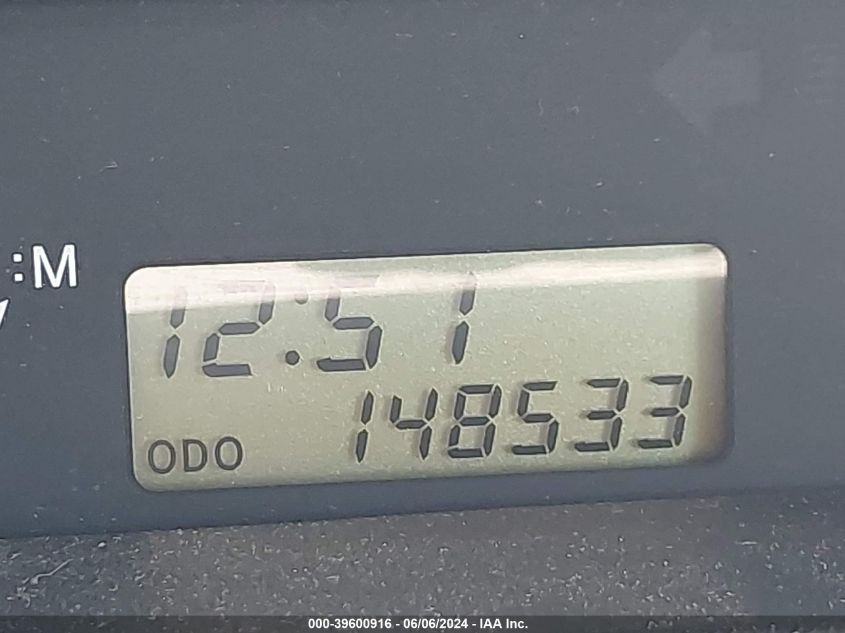 :M
12:51
148533
ODO
000-39600916 - 06/06/2024 - IAA Inc.